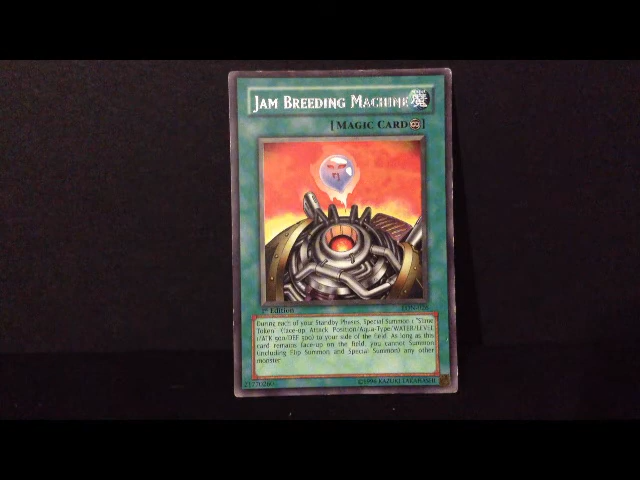 JAM BREEDING MACHINE 魔
[MAGIC CARD ]
1st Edition
During each of your Standby Phases, Special Summon 1 "Slime
Token" (face-up Attack Position/Aqua-Type/WATER/LEVEL
1/ATK 500/DEF 500) to your side of the field. As long as this
card remains face-up on the field, you cannot Summon
(including Flip Summon and Special Summon) any other
monster.
©1996 KAZUKI TAKAHASHI